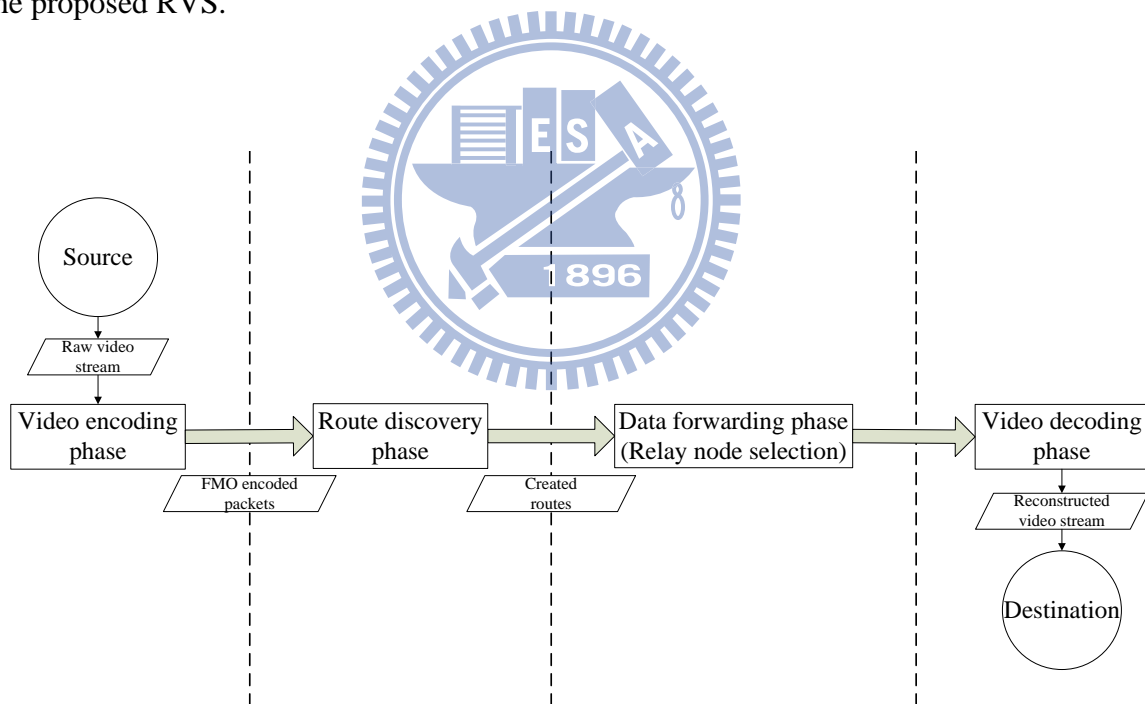 he proposed RVS.
E S A
1896
Source
Raw video
stream
Video encoding
phase
FMO encoded
packets
Route discovery
phase
Created
routes
Data forwarding phase
(Relay node selection)
Video decoding
phase
Reconstructed
video stream
Destination